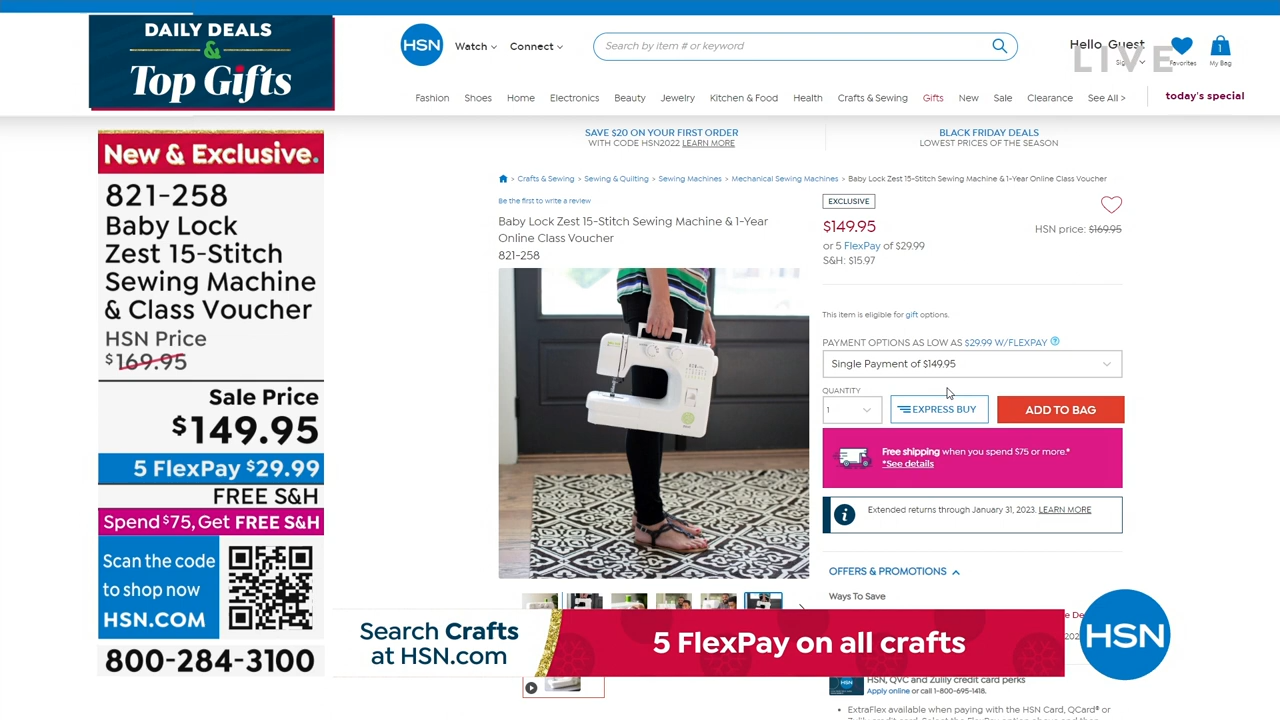 DAILY DEALS
&
Top Gifts
HSN
Watch
Connect
Search by item # or keyword
Hello, Guest
LIVE
Favorites
1
My Bag
Fashion
Shoes
Home
Electronics
Beauty
Jewelry
Kitchen & Food
Health
Crafts & Sewing
Gifts
New
Sale
Clearance
See All >
today's special
SAVE $20 ON YOUR FIRST ORDER
WITH CODE HSN2022 LEARN MORE
BLACK FRIDAY DEALS
LOWEST PRICES OF THE SEASON
New & Exclusive.
821-258
Baby Lock
Zest 15-Stitch
Sewing Machine
& Class Voucher
HSN Price
$169.95
Sale Price
$149.95
5 FlexPay $29.99
FREE S&H
Spend $75, Get FREE S&H
Scan the code
to shop now
HSN.COM
800-284-3100
> Crafts & Sewing > Sewing & Quilting > Sewing Machines > Mechanical Sewing Machines > Baby Lock Zest 15-Stitch Sewing Machine & 1-Year Online Class Voucher
Be the first to write a review
Baby Lock Zest 15-Stitch Sewing Machine & 1-Year
Online Class Voucher
821-258
EXCLUSIVE
$149.95
HSN price: $169.95
or 5 FlexPay of $29.99
S&H: $15.97
This item is eligible for gift options.
PAYMENT OPTIONS AS LOW AS $29.99 W/FLEXPAY
Single Payment of $149.95
QUANTITY
1
EXPRESS BUY
ADD TO BAG
Free shipping when you spend $75 or more.*
*See details
Extended returns through January 31, 2023. LEARN MORE
OFFERS & PROMOTIONS
Ways To Save
Search Crafts
at HSN.com
5 FlexPay on all crafts
HSN
HSN, QVC and Zulily credit card perks
Apply online or call 1-800-695-1418.
• ExtraFlex available when paying with the HSN Card, QCard® or